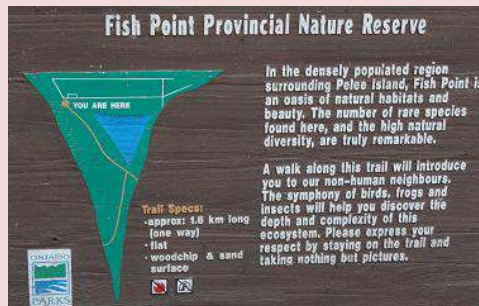 Fish Point Provincial Nature Reserve
YOU ARE HERE
In the densely populated region
surrounding Pelee Island, Fish Point is
an oasis of natural habitats and
beauty. The number of rare species
found here, and the high natural
diversity, are truly remarkable.
A walk along this trail will introduce
you to our non-human neighbours.
The symphony of birds, frogs and
insects will help you discover the
depth and complexity of this
ecosystem. Please express your
respect by staying on the trail and
taking nothing but pictures.
Trail Specs:
·approx: 1.6 km long
(one way)
· flat
· woodchip & sand
surface
ONTARIO
PARKS